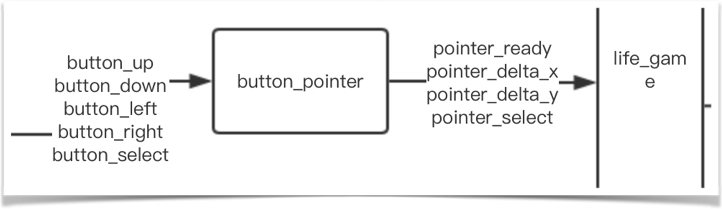 button_up
button_down
button_left
button_right
button_select
button_pointer
pointer_ready
pointer_delta_x
pointer_delta_y
pointer_select
life_gam
e